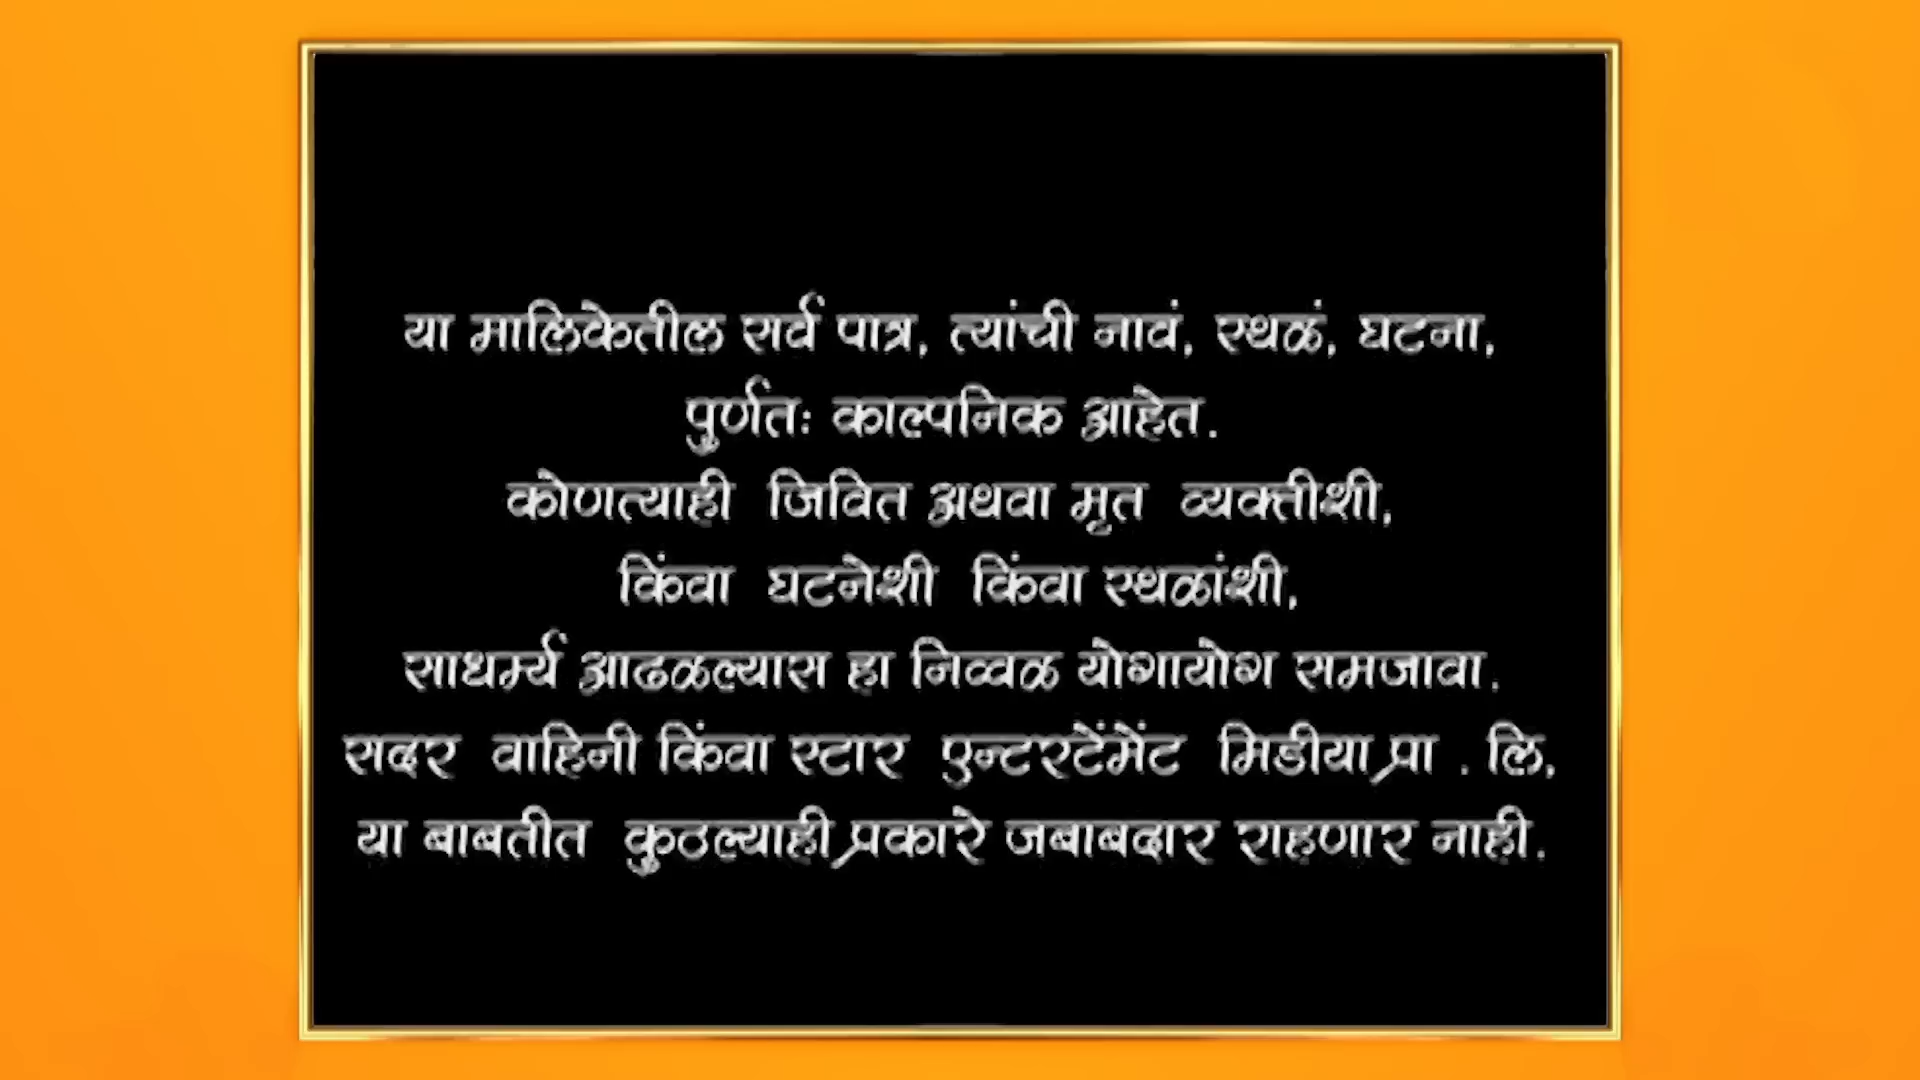 या मालिकेतील सर्व पात्र, त्यांची नावं, स्थळं, घटना,
पुर्णतः काल्पनिक आहेत.
कोणत्याही जिवित अथवा मृत व्यक्तीशी,
किंवा घटनेशी किंवा स्थळांशी,
साधर्म्य आढळल्यास हा निव्वळ योगायोग समजावा.
सदर वाहिनी किंवा स्टार एन्टरटेंमेंट मिडीया प्रा . लि.
या बाबतीत कुठल्याही प्रकारे जबाबदार राहणार नाही.